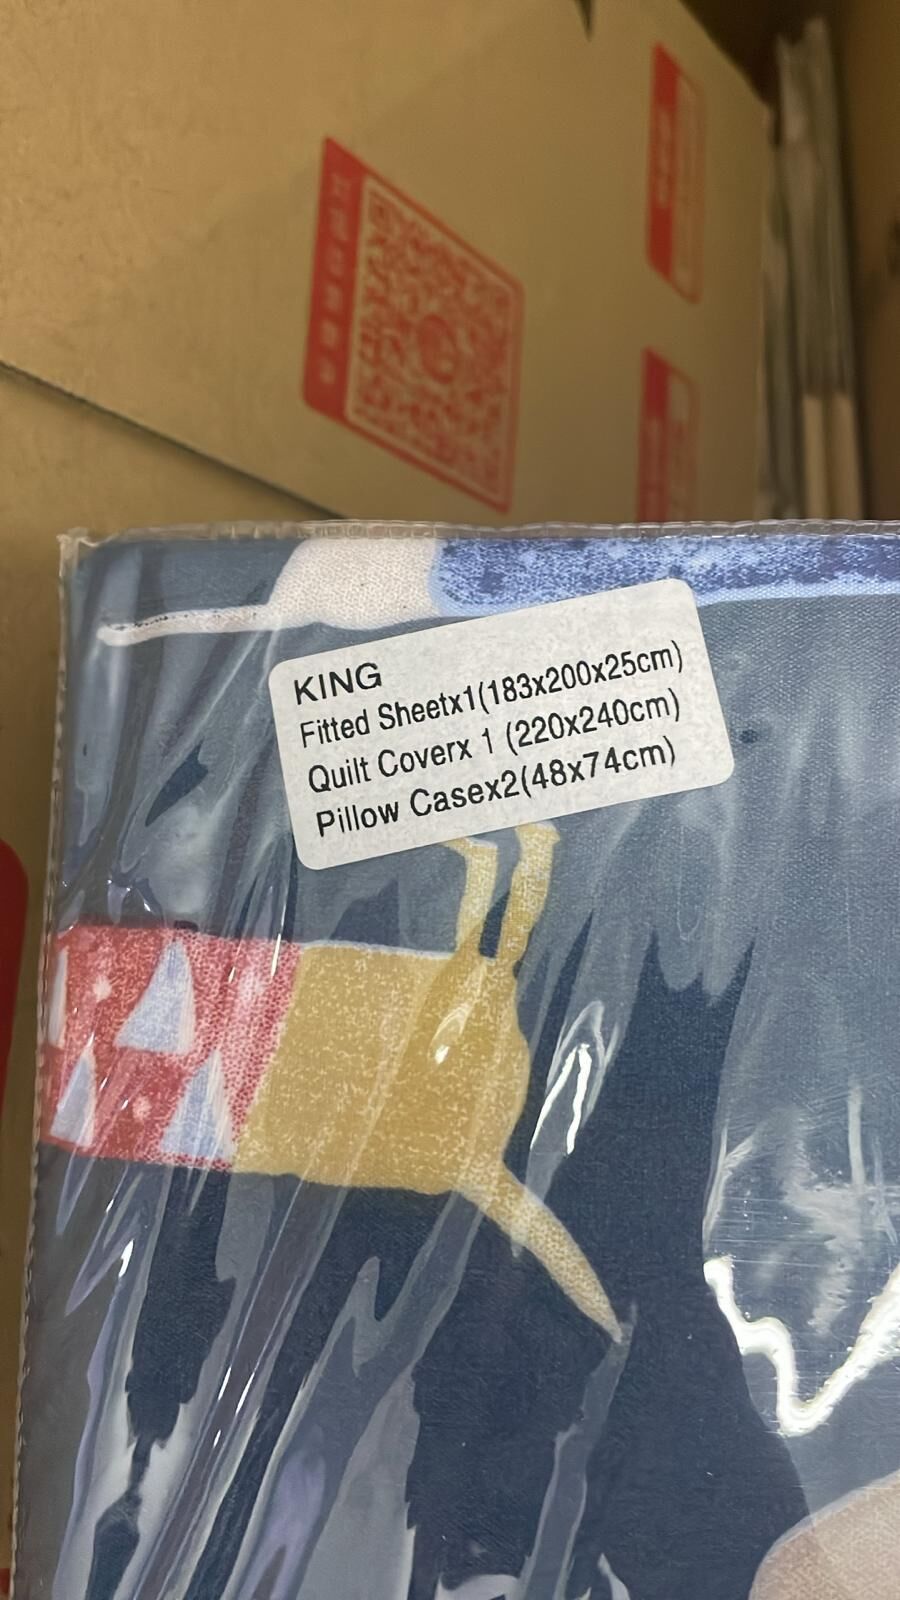 KING
Fitted Sheetx1(183x200x25cm)
Quilt Coverx 1 (220x240cm)
Pillow Casex2(48x74cm)